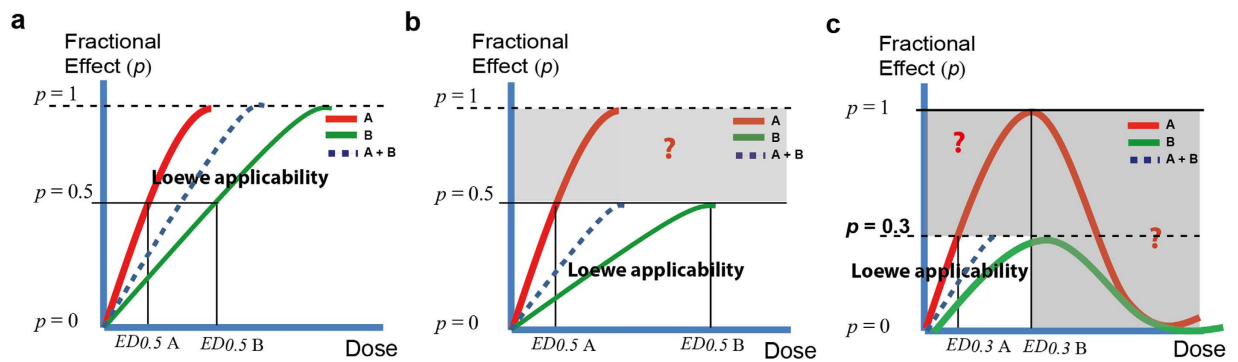 a
Fractional
Effect (p)
p = 1
A
B
A + B
Loewe applicability
p = 0.5
p = 0
ED0.5 A
ED0.5 B
Dose
b
Fractional
Effect (p)
p = 1
A
B
A + B
?
p = 0.5
Loewe applicability
p = 0
ED0.5 A
ED0.5 B
Dose
c
Fractional
Effect (p)
p = 1
A
B
A + B
?
p = 0.3
?
Loewe applicability
p = 0
ED0.3 A
ED0.3 B
Dose